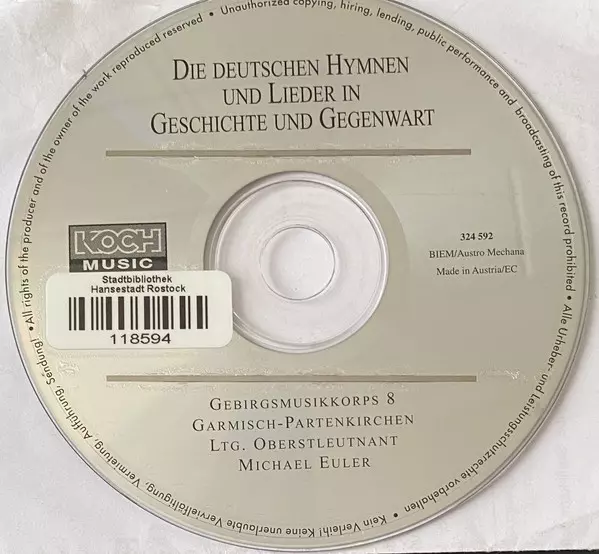 DIE DEUTSCHEN HYMNEN
UND LIEDER IN
GESCHICHTE UND GEGENWART
KOCH
MUSIC
Stadtbibliothek
Hansestadt Rostock
118594
324 592
BIEM/Austro Mechana
Made in Austria/EC
GEBIRGSMUSIKKORPS 8
GARMISCH-PARTENKIRCHEN
LTG. OBERSTLEUTNANT
MICHAEL EULER
• All rights of the producer and of the owner of the work reproduced reserved • Unauthorized copying, hiring, lending, public performance and broadcasting of this record prohibited • Alle Urheber- und Leistungsschutzrechte vorbehalten • Kein Verleih! Keine unerlaubte Vervielfältigung, Vermietung, Aufführung, Sendung!